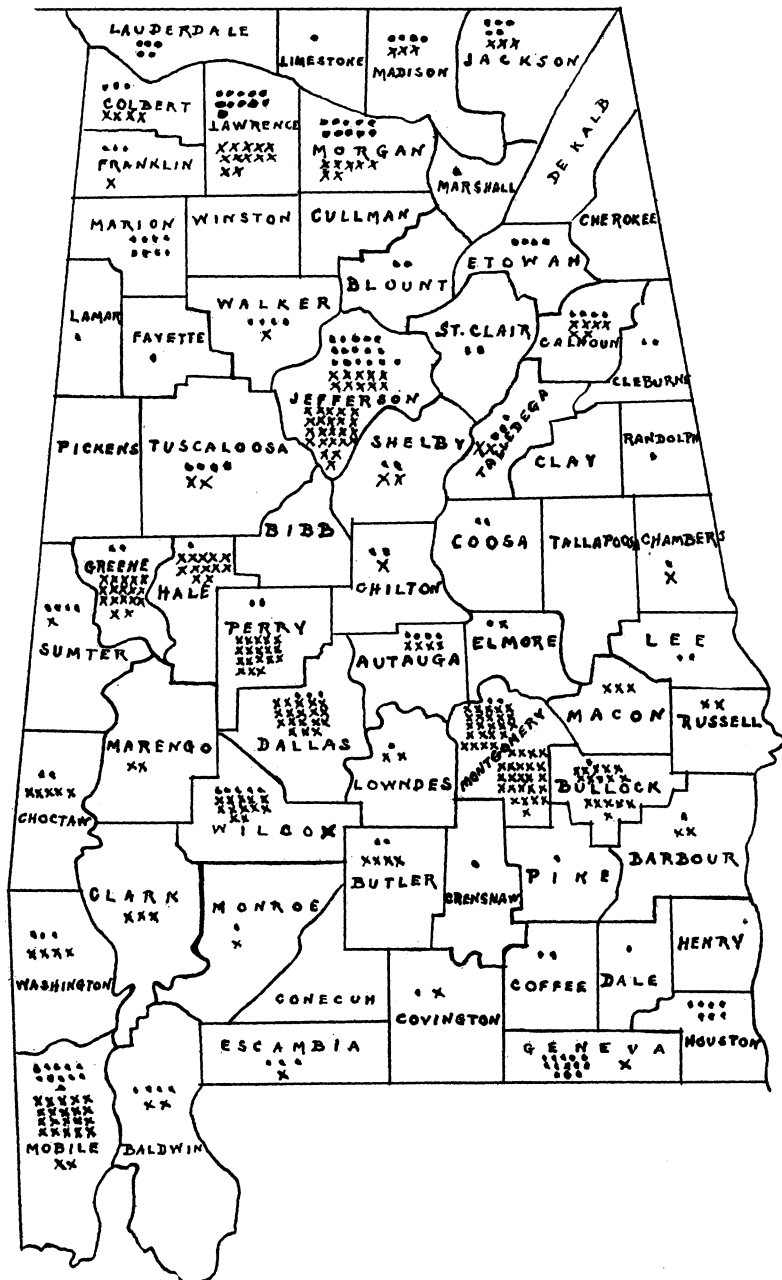 LAUDERDALE
LIMESTONE
MADISON
JACKSON
COLBERT
LAWRENCE
MORGAN
DE KALB
FRANKLIN
MARSHALL
MARION
WINSTON
CULLMAN
CHEROKEE
ETOWAH
BLOUNT
LAMAR
FAYETTE
WALKER
ST. CLAIR
CALHOUN
CLEBURNE
JEFFERSON
PICKENS
TUSCALOOSA
SHELBY
TALLEDEGA
CLAY
RANDOLPH
BIBB
COOSA
TALLAPOOSA
CHAMBERS
GREENE
HALE
CHILTON
SUMTER
PERRY
AUTAUGA
ELMORE
LEE
MARENGO
DALLAS
LOWNDES
MONTGOMERY
MACON
RUSSELL
BULLOCK
CHOCTAW
WILCOX
BUTLER
CRENSHAW
PIKE
BARBOUR
CLARK
MONROE
WASHINGTON
CONECUH
COVINGTON
COFFEE
DALE
HENRY
ESCAMBIA
GENEVA
HOUSTON
MOBILE
BALDWIN